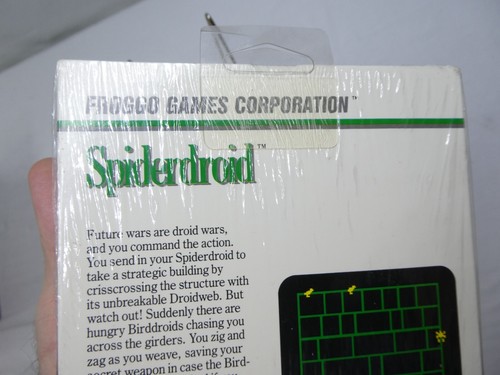 FROGGO GAMES CORPORATION™
Spiderdroid™
Future wars are droid wars,
and you command the action.
You send in your Spiderdroid to
take a strategic building by
crisscrossing the structure with
its unbreakable Droidweb. But
watch out! Suddenly there are
hungry Birddroids chasing you
across the girders. You zig and
zag as you weave, saving your
secret weapon in case the Bird-